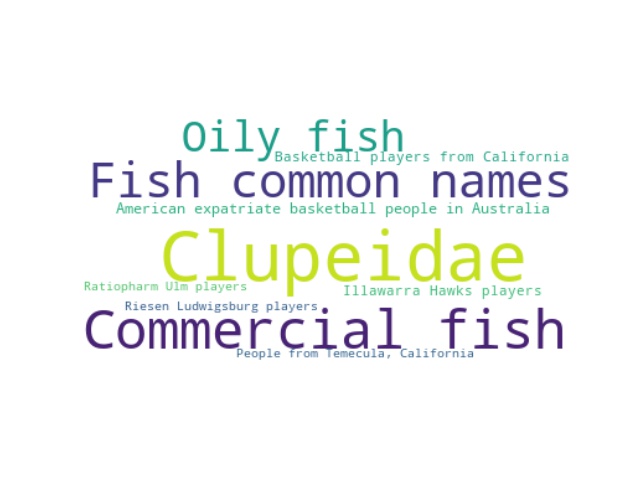 Oily fish
Basketball players from California
Fish common names
American expatriate basketball people in Australia
Clupeidae
Ratiopharm Ulm players
Illawarra Hawks players
Riesen Ludwigsburg players
Commercial fish
People from Temecula, California